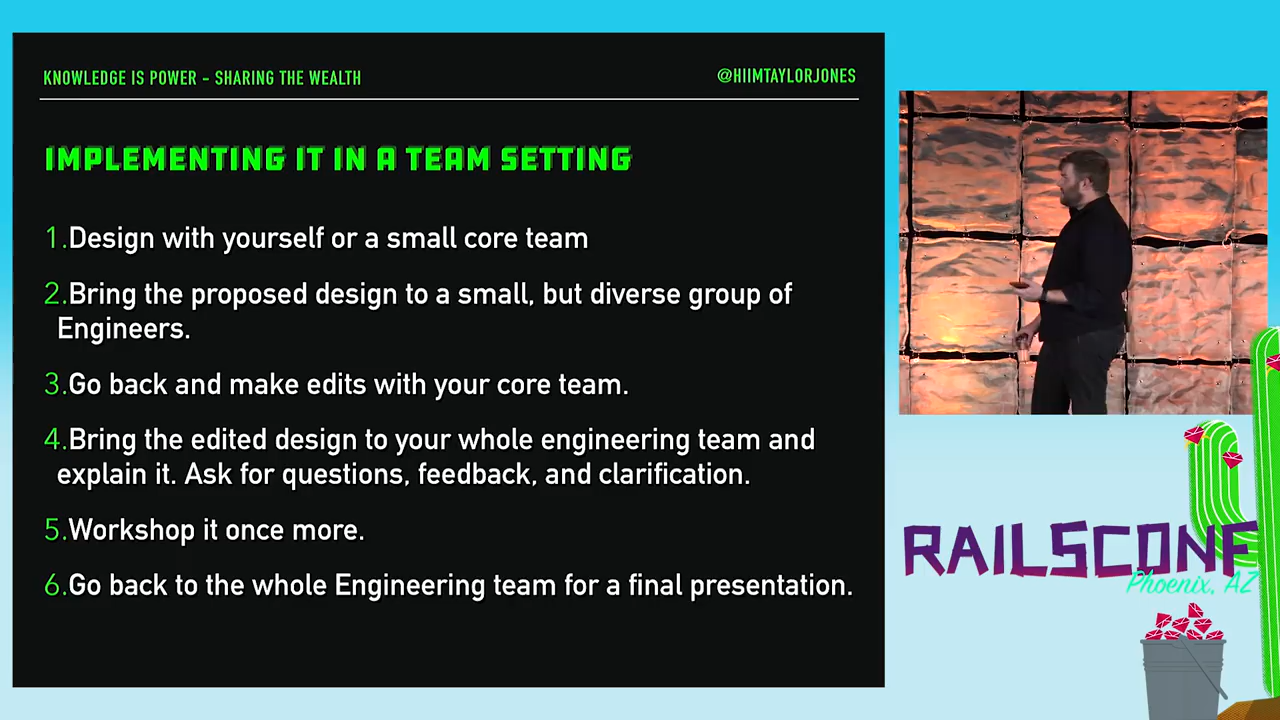 KNOWLEDGE IS POWER - SHARING THE WEALTH
@HIIMTAYLORJONES
IMPLEMENTING IT IN A TEAM SETTING
1.Design with yourself or a small core team
2.Bring the proposed design to a small, but diverse group of
Engineers.
3.Go back and make edits with your core team.
4.Bring the edited design to your whole engineering team and
explain it. Ask for questions, feedback, and clarification.
5.Workshop it once more.
6.Go back to the whole Engineering team for a final presentation.
RAILSCONF
Phoenix, AZ